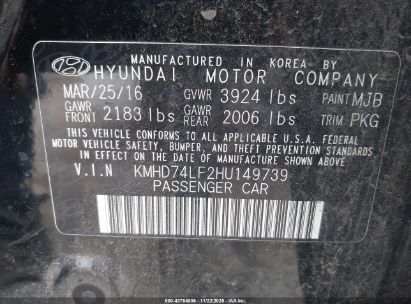 MANUFACTURED IN KOREA BY
HYUNDAI MOTOR COMPANY
MAR/25/16 GVWR 3924 lbs PAINT MJB
GAWR FRONT 2183 lbs GAWR REAR 2006 lbs TRIM PKG
THIS VEHICLE CONFORMS TO ALL APPLICABLE U.S.A. FEDERAL
MOTOR VEHICLE SAFETY, BUMPER, AND THEFT PREVENTION STANDARDS
IN EFFECT ON THE DATE OF MANUFACTURE SHOWN ABOVE.
V.I.N KMHD74LF2HU149739
PASSENGER CAR